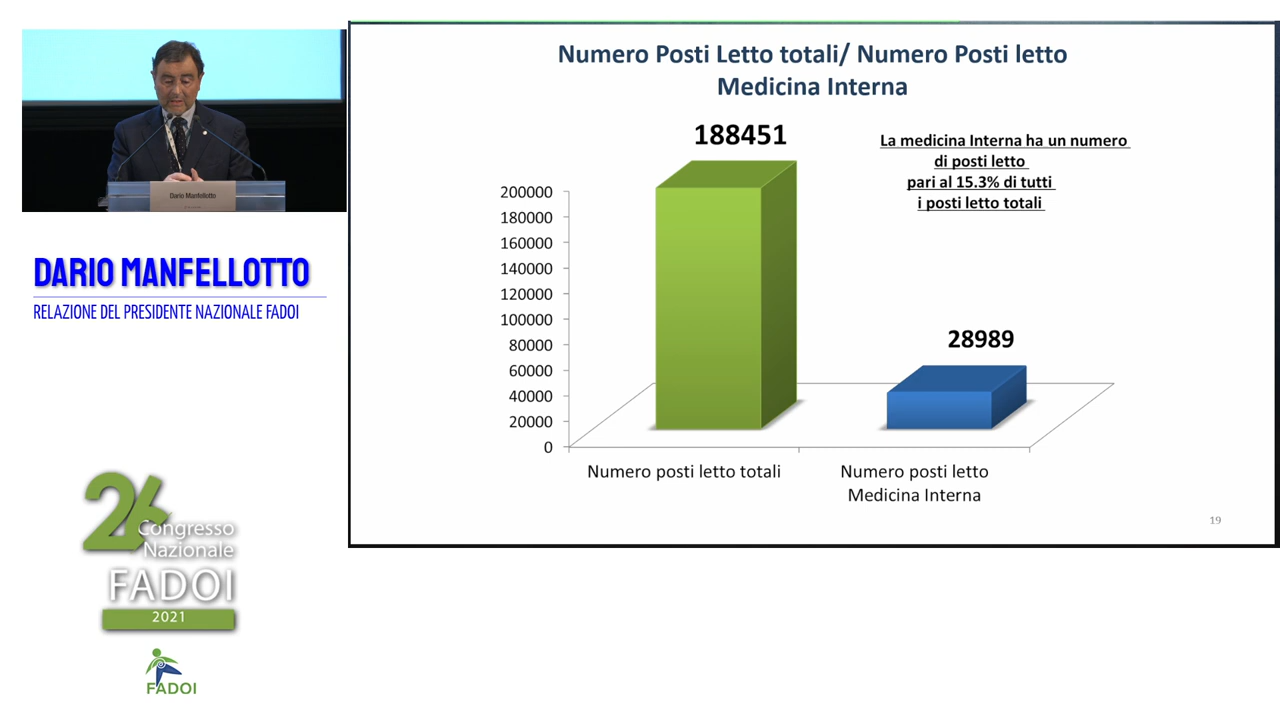 Dario Manfellotto
DARIO MANFELLOTTO
RELAZIONE DEL PRESIDENTE NAZIONALE FADOI
26
Congresso
Nazionale
FADOI
2021
FADOI
Numero Posti Letto totali/ Numero Posti letto
Medicina Interna
188451
La medicina Interna ha un numero
di posti letto
pari al 15.3% di tutti
i posti letto totali
200000
180000
160000
140000
120000
100000
80000
60000
40000
20000
0
28989
Numero posti letto totali
Numero posti letto
Medicina Interna
19